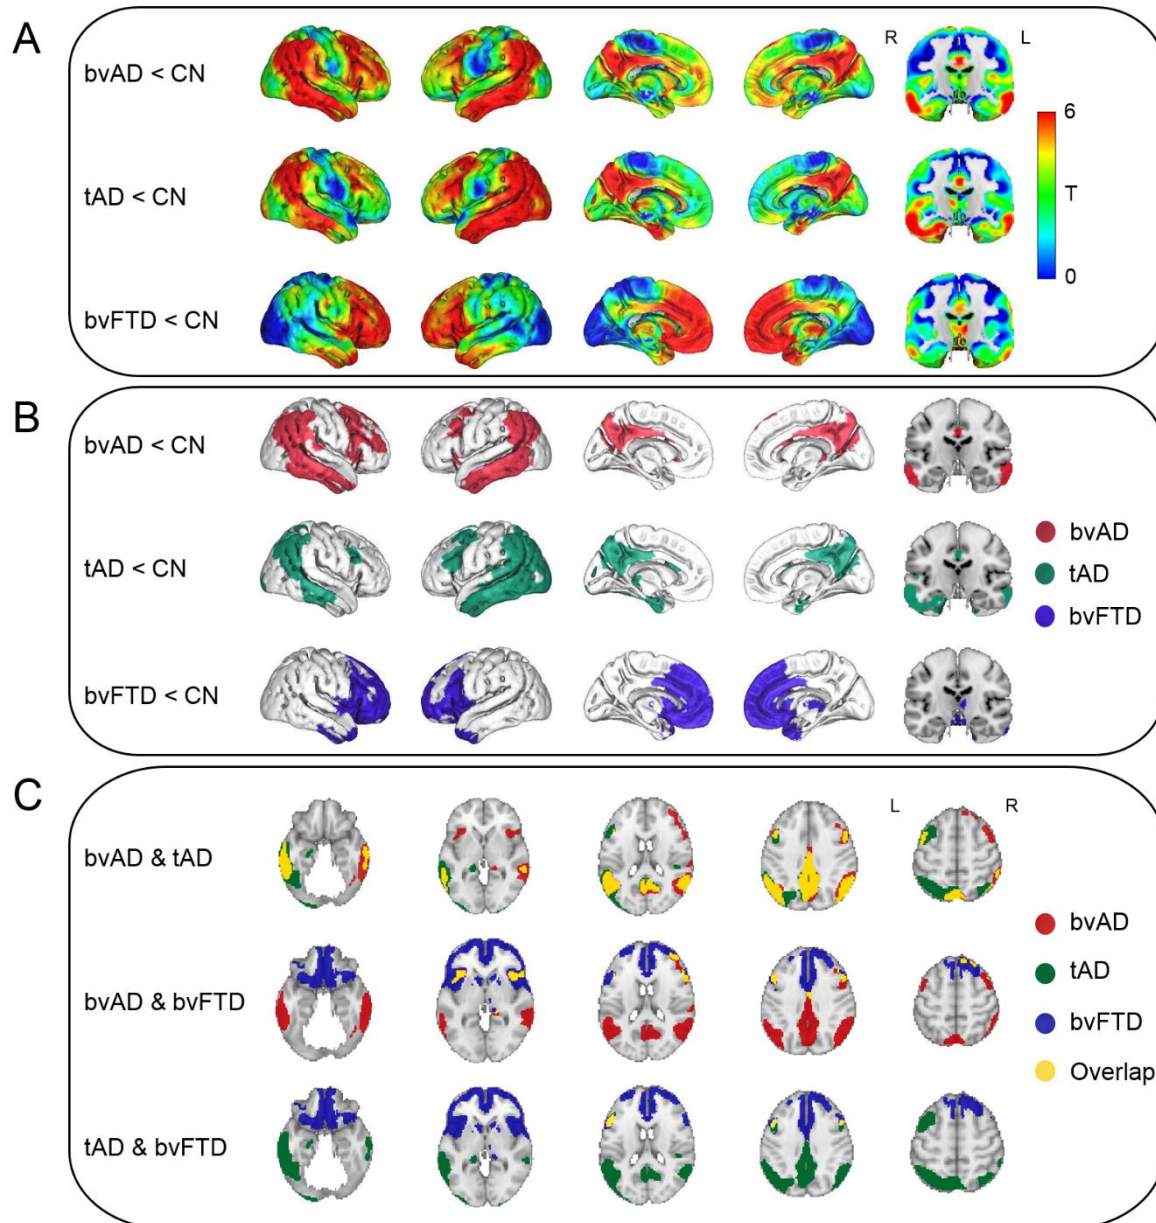 A
bvAD < CN
R
L
6
T
0
tAD < CN
bvFTD < CN
B
bvAD < CN
tAD < CN
bvFTD < CN
bvAD
tAD
bvFTD
C
L
R
bvAD & tAD
bvAD & bvFTD
tAD & bvFTD
bvAD
tAD
bvFTD
Overlap